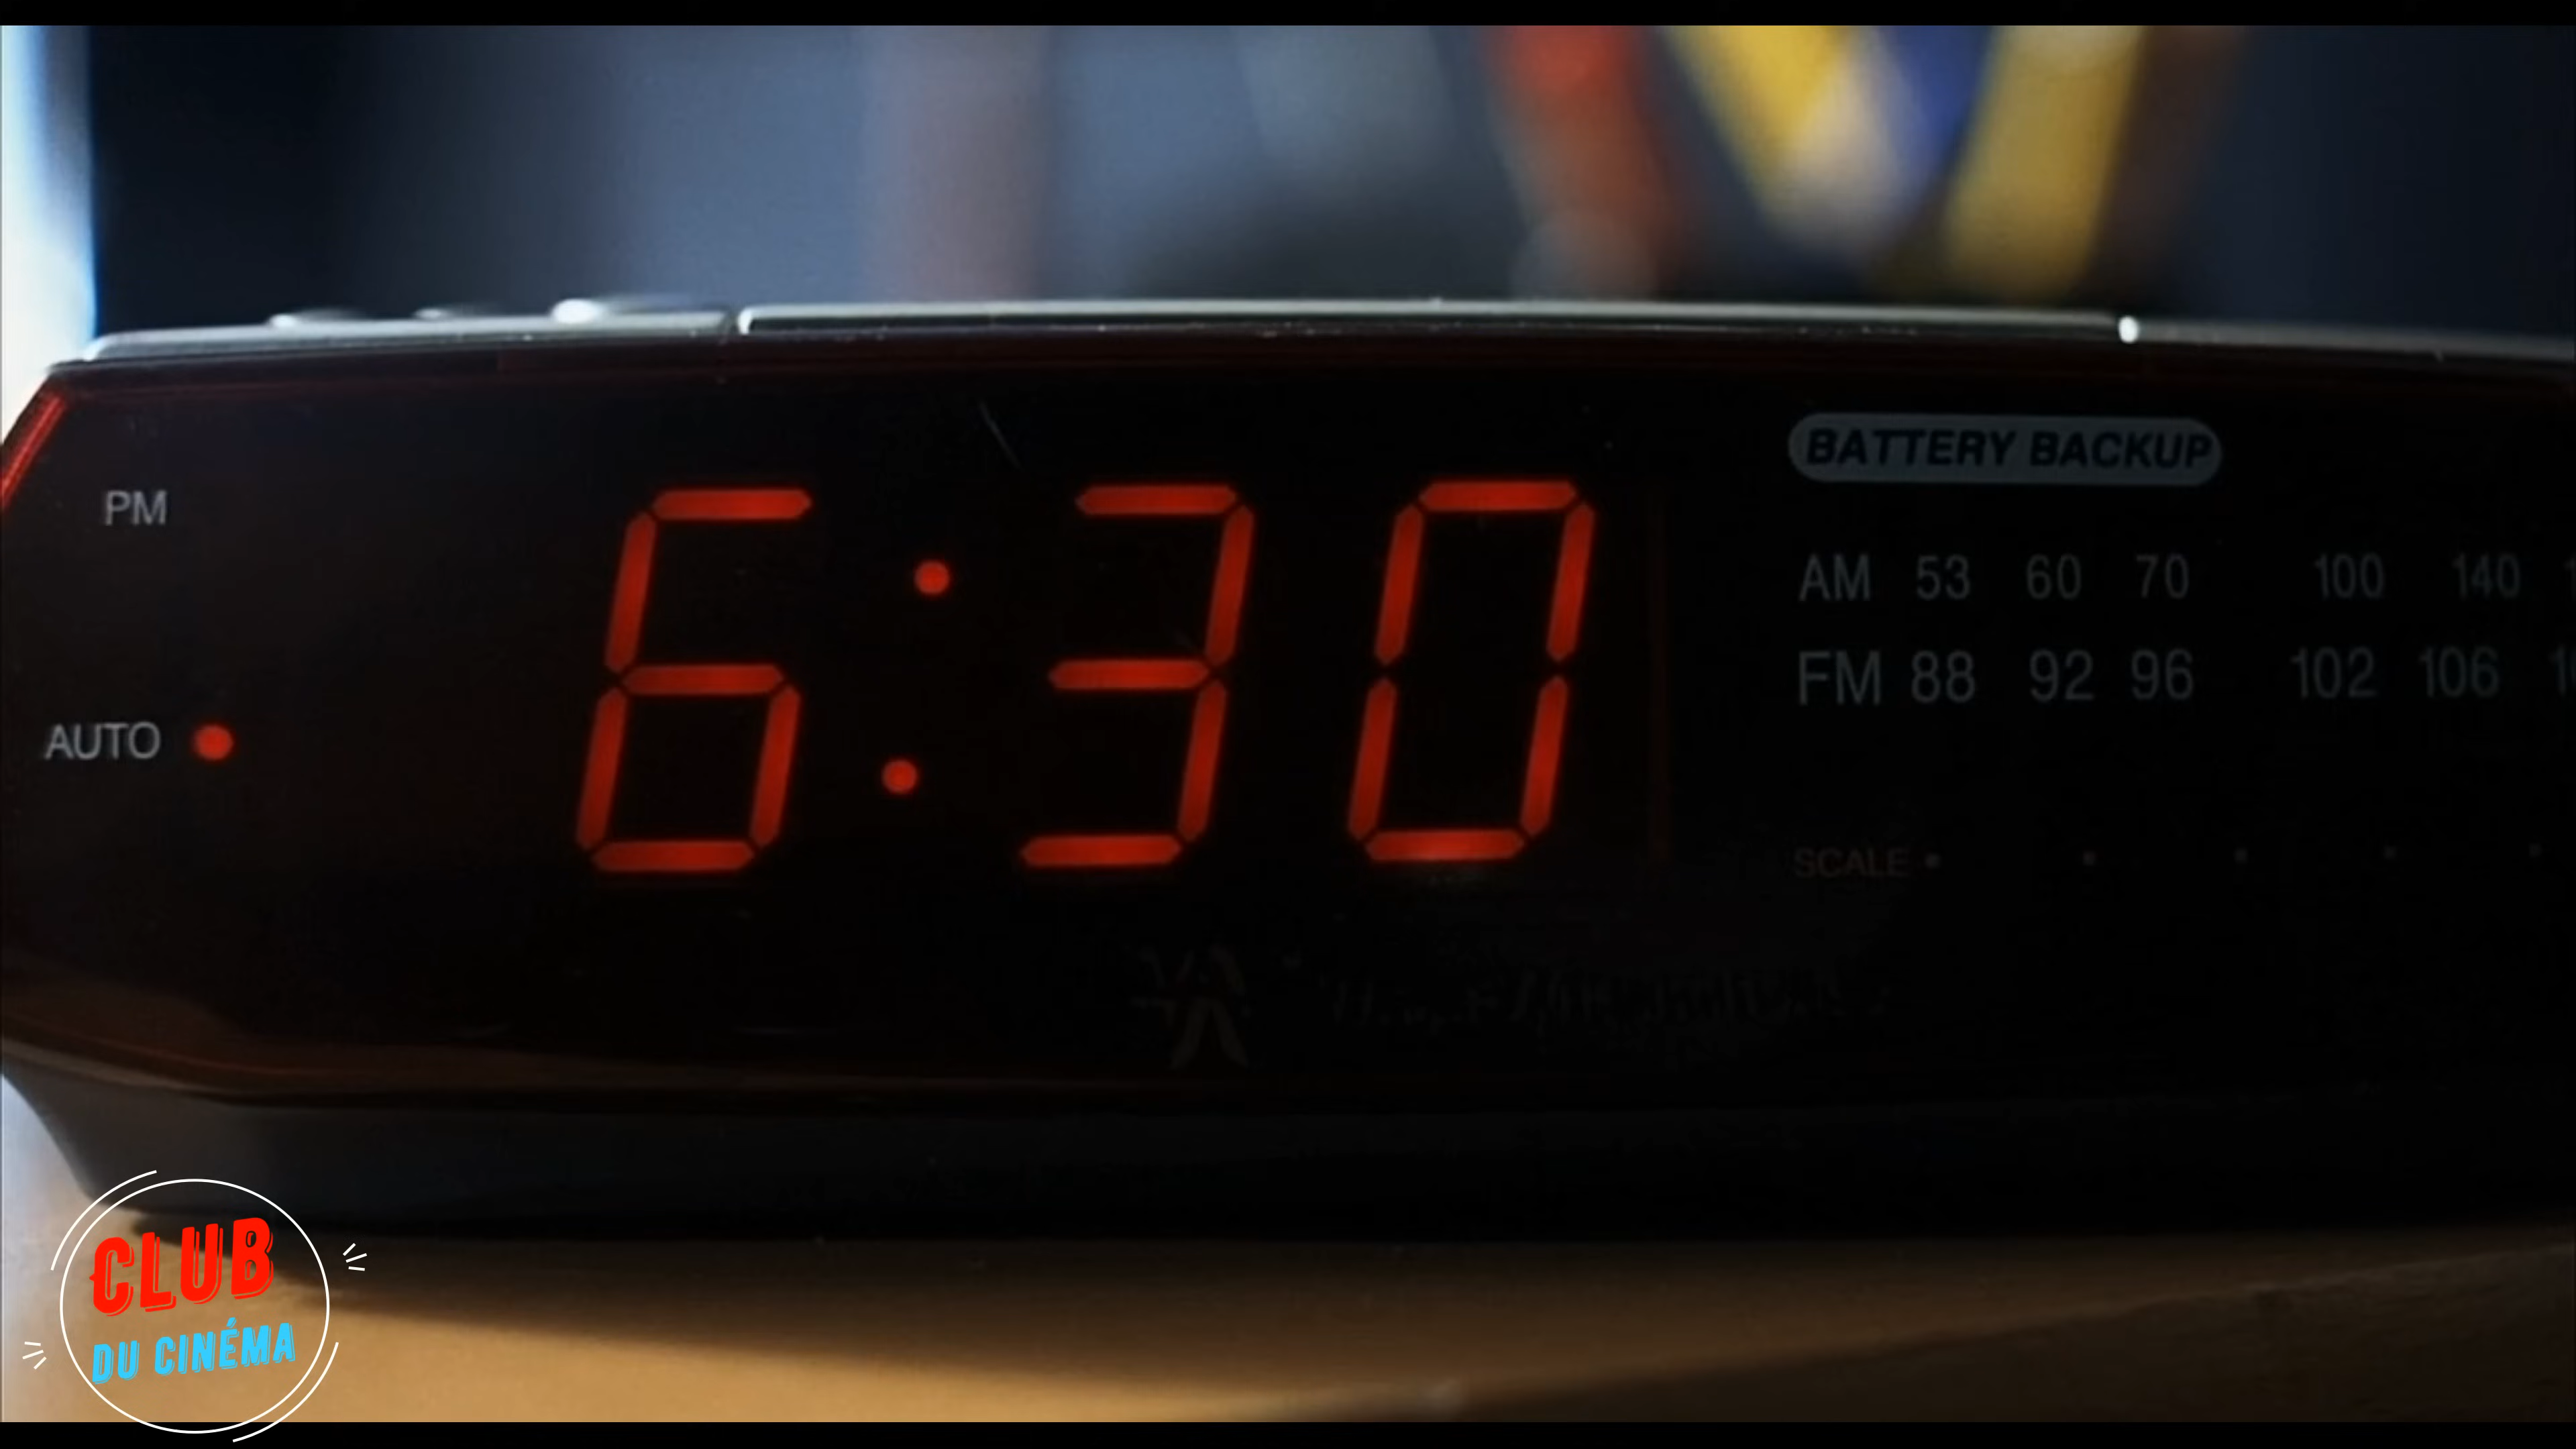 PM
6:30
BATTERY BACKUP
AM 53 60 70 100 140
FM 88 92 96 102 106
AUTO
SCALE
CLUB
DU CINÉMA